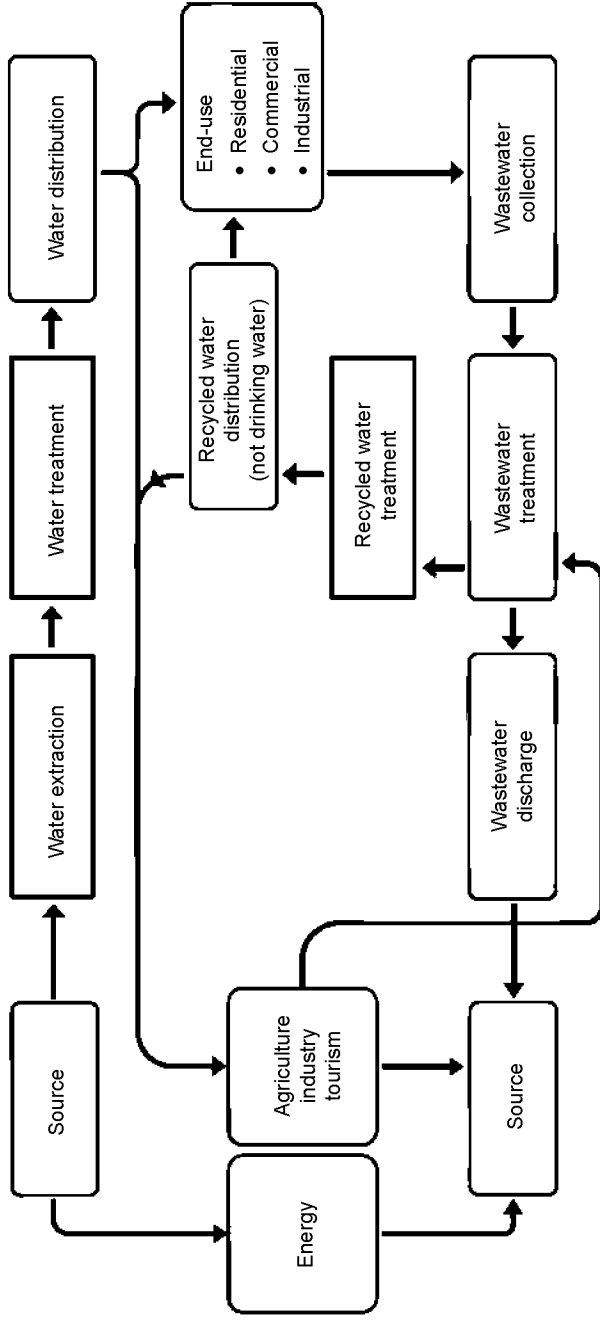 Source
Water extraction
Water treatment
Water distribution
Energy
Agriculture
industry
tourism
Recycled water
distribution
(not drinking water)
End-use
• Residential
• Commercial
• Industrial
Recycled water
treatment
Source
Wastewater
discharge
Wastewater
treatment
Wastewater
collection